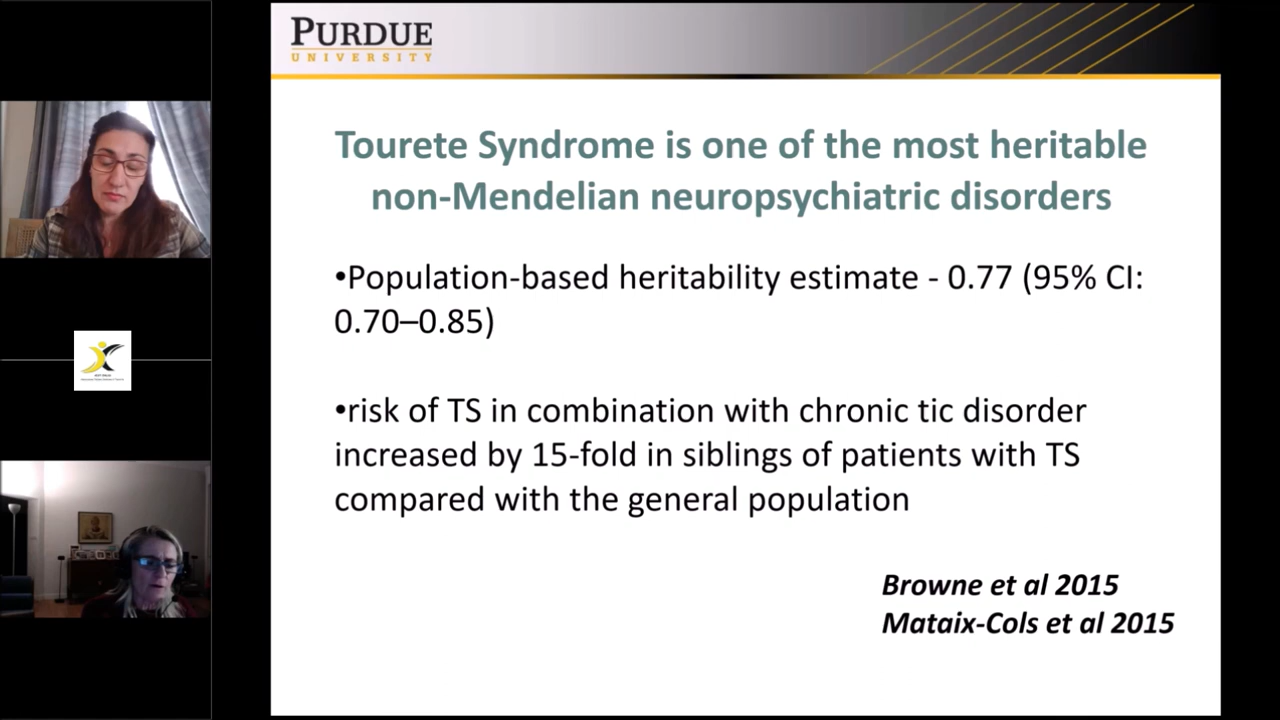 PURDUE
UNIVERSITY
Tourete Syndrome is one of the most heritable
non-Mendelian neuropsychiatric disorders
•Population-based heritability estimate - 0.77 (95% CI:
0.70–0.85)
•risk of TS in combination with chronic tic disorder
increased by 15-fold in siblings of patients with TS
compared with the general population
Browne et al 2015
Mataix-Cols et al 2015